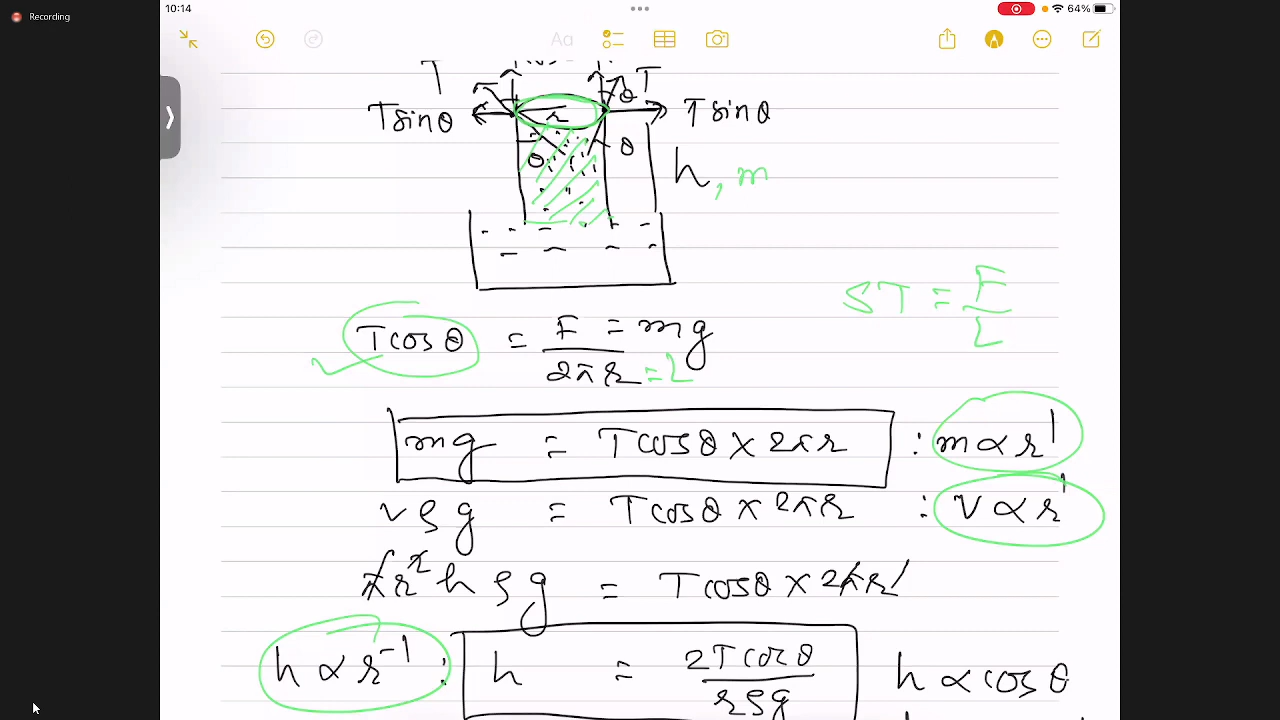 Recording
10:14
64%
Aa
T
T
θ
T sinθ
r
T sinθ
θ
θ
h, m
ST = F/L
T cosθ = F/2πr = mg
= L
mg = T cosθ × 2πr : m ∝ r¹
vρg = T cosθ × 2πr : V ∝ r¹
πr²hρg = T cosθ × 2πr
h ∝ r⁻¹ : h = 2T cosθ/rρg h ∝ cosθ